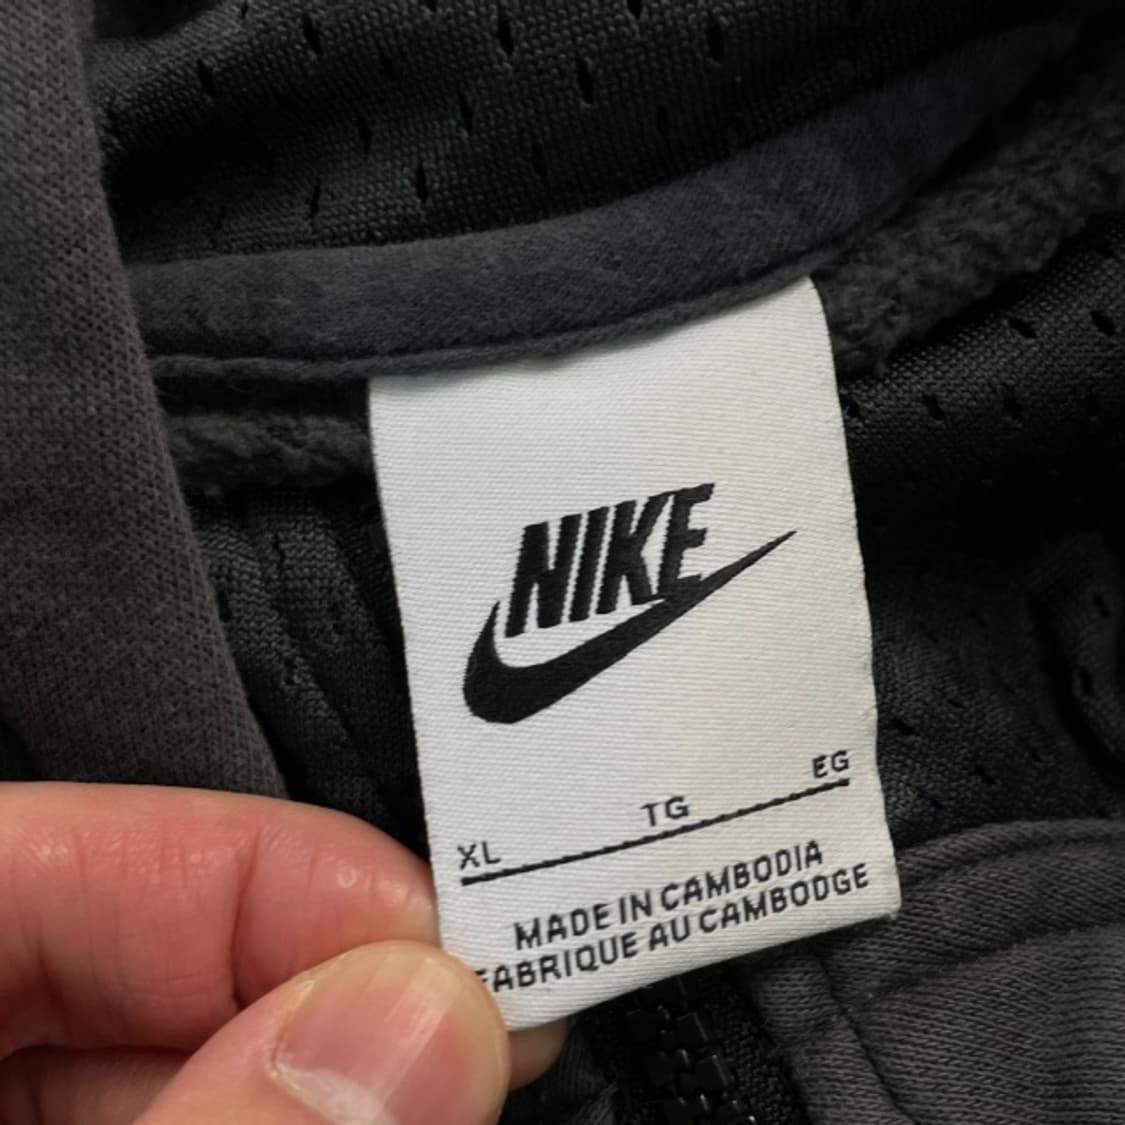 NIKE
XL TG EG
MADE IN CAMBODIA
FABRIQUE AU CAMBODGE